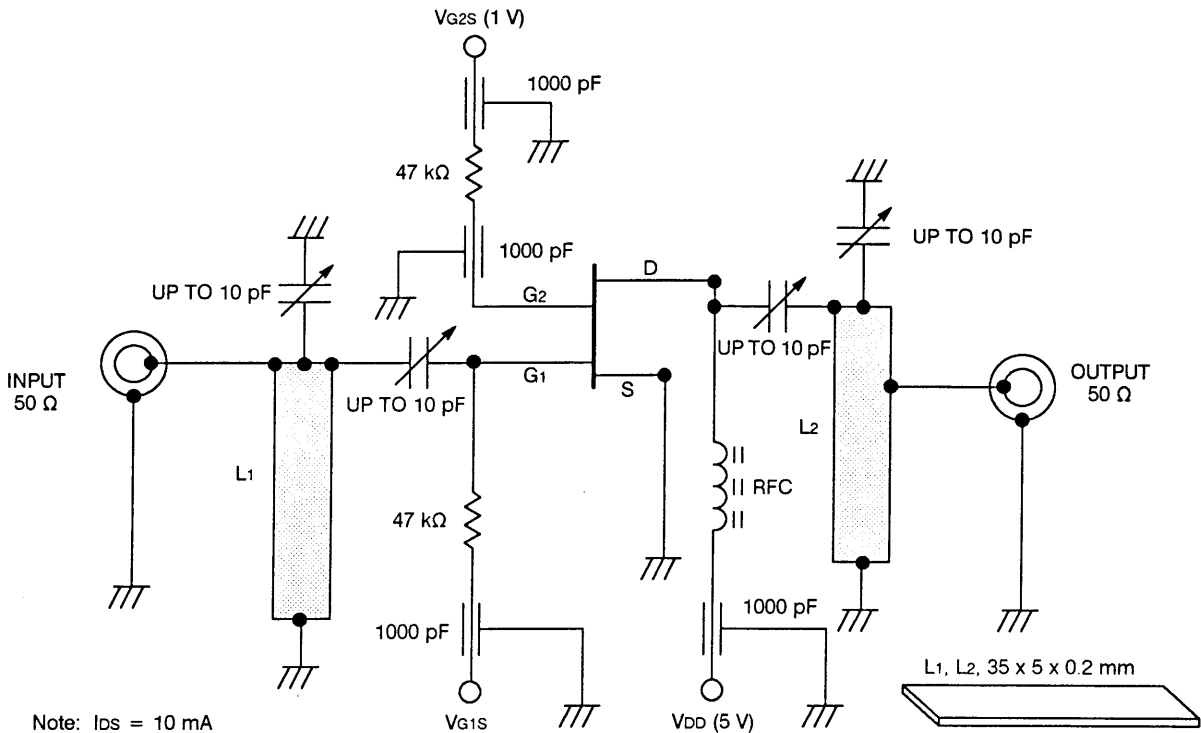 VG2S (1 V)
1000 pF
47 kΩ
1000 pF
UP TO 10 pF
G2
D
UP TO 10 pF
UP TO 10 pF
INPUT
50 Ω
UP TO 10 pF
G1
S
OUTPUT
50 Ω
L1
L2
RFC
47 kΩ
1000 pF
1000 pF
L1, L2, 35 x 5 x 0.2 mm
Note: IDS = 10 mA
VG1S
VDD (5 V)